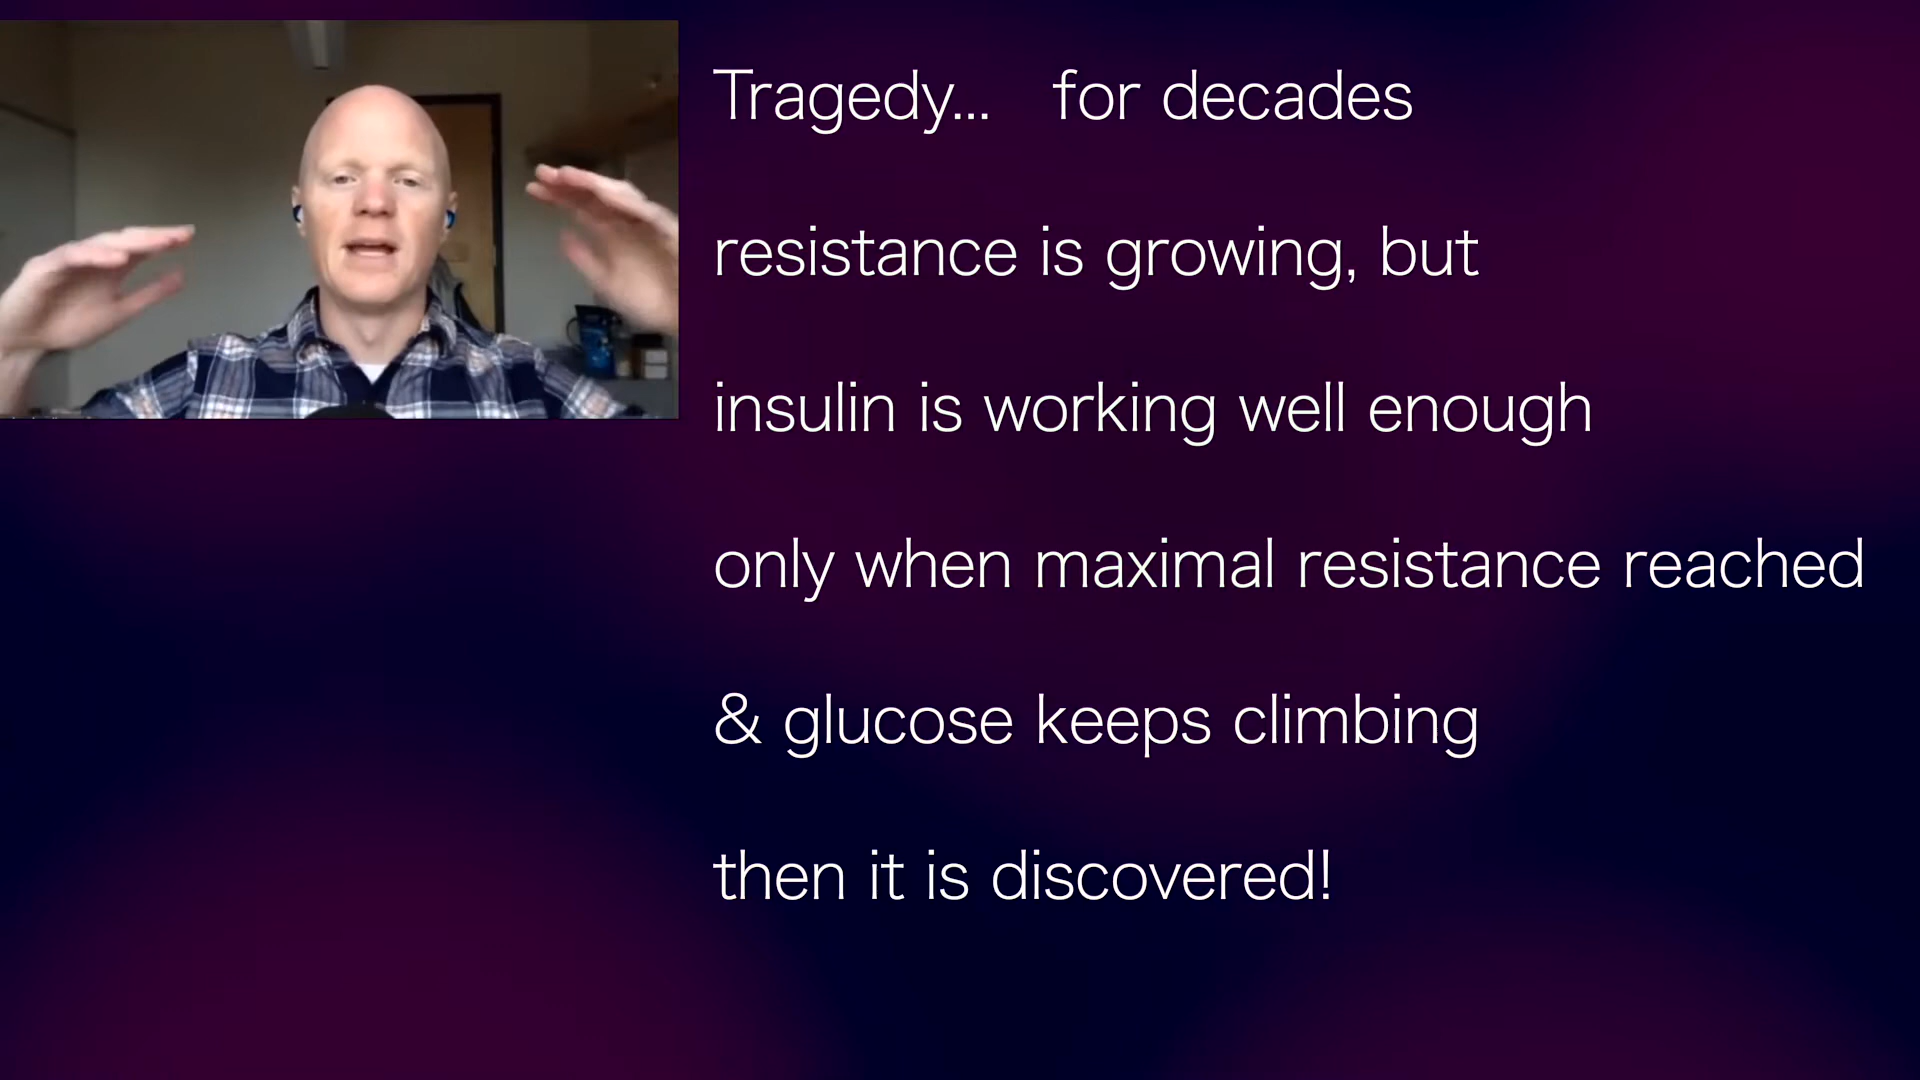 Tragedy... for decades
resistance is growing, but
insulin is working well enough
only when maximal resistance reached
& glucose keeps climbing
then it is discovered!